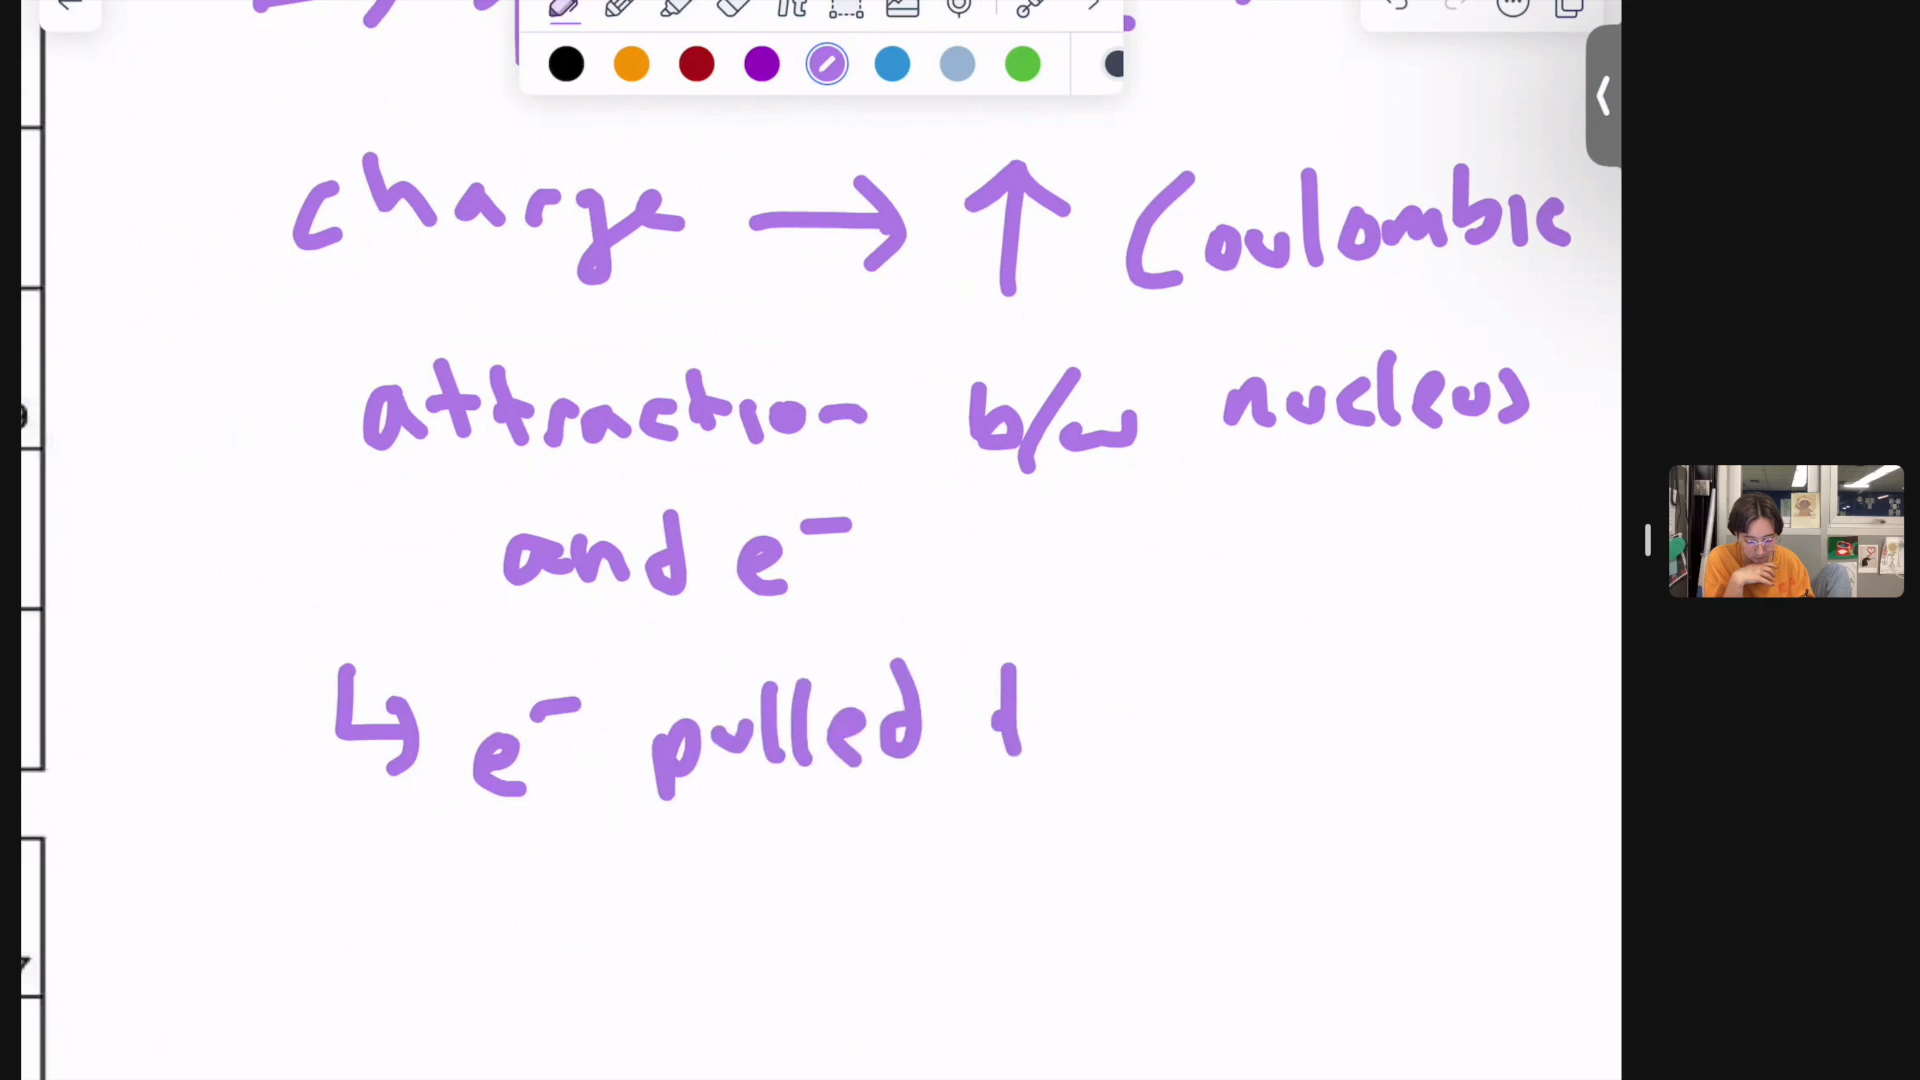 charge → ↑ Coulombic
attraction b/w nucleus
and e⁻
↳ e⁻ pulled t